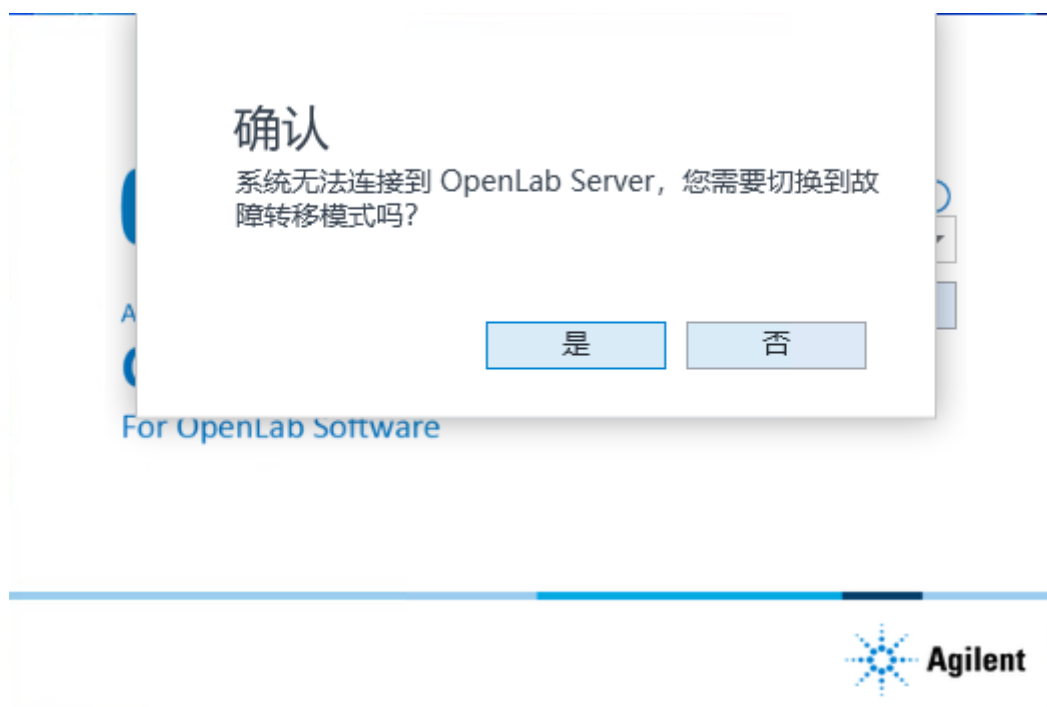 确认
系统无法连接到 OpenLab Server，您需要切换到故
障转移模式吗?
是
否
A
For OpenLab Software
Agilent